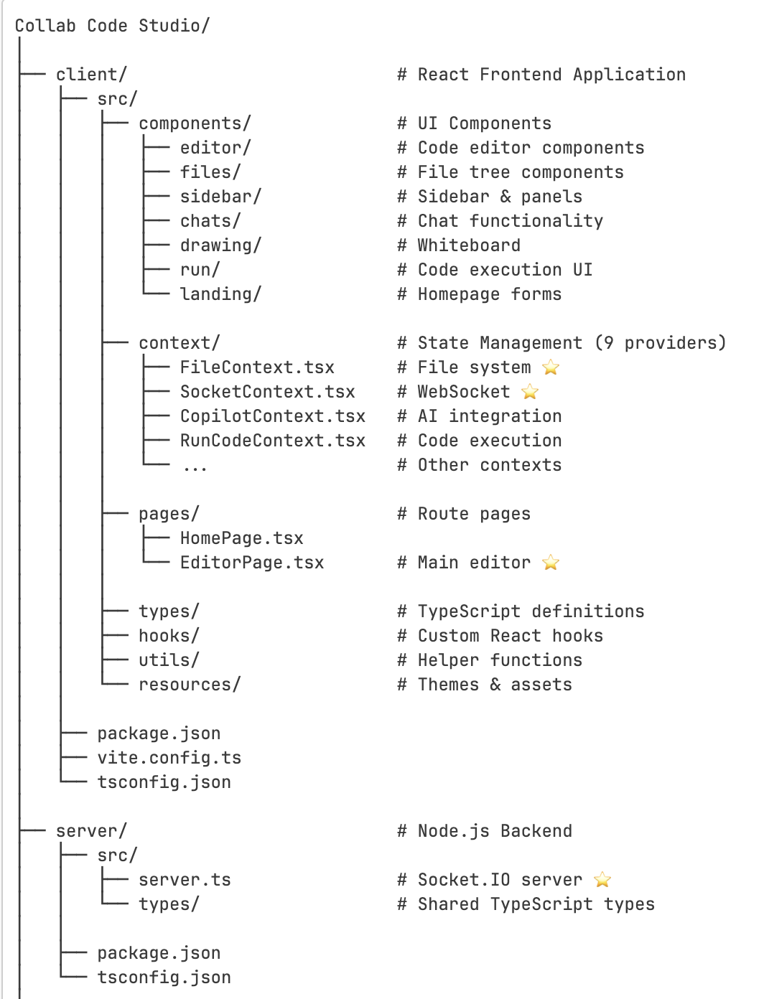 Collab Code Studio/
│
├── client/                                 # React Frontend Application
│   ├── src/
│   │   ├── components/              # UI Components
│   │   │   ├── editor/              # Code editor components
│   │   │   ├── files/               # File tree components
│   │   │   ├── sidebar/             # Sidebar & panels
│   │   │   ├── chats/               # Chat functionality
│   │   │   ├── drawing/             # Whiteboard
│   │   │   ├── run/                 # Code execution UI
│   │   │   └── landing/             # Homepage forms
│   │   │
│   │   ├── context/                 # State Management (9 providers)
│   │   │   ├── FileContext.tsx      # File system ⭐
│   │   │   ├── SocketContext.tsx    # WebSocket ⭐
│   │   │   ├── CopilotContext.tsx   # AI integration
│   │   │   ├── RunCodeContext.tsx   # Code execution
│   │   │   └── ...                  # Other contexts
│   │   │
│   │   ├── pages/                   # Route pages
│   │   │   ├── HomePage.tsx
│   │   │   └── EditorPage.tsx       # Main editor ⭐
│   │   │
│   │   ├── types/                   # TypeScript definitions
│   │   ├── hooks/                   # Custom React hooks
│   │   ├── utils/                   # Helper functions
│   │   └── resources/               # Themes & assets
│   │
│   ├── package.json
│   ├── vite.config.ts
│   └── tsconfig.json
│
├── server/                          # Node.js Backend
│   ├── src/
│   │   ├── server.ts                # Socket.IO server ⭐
│   │   └── types/                   # Shared TypeScript types
│   │
│   ├── package.json
│   └── tsconfig.json
│